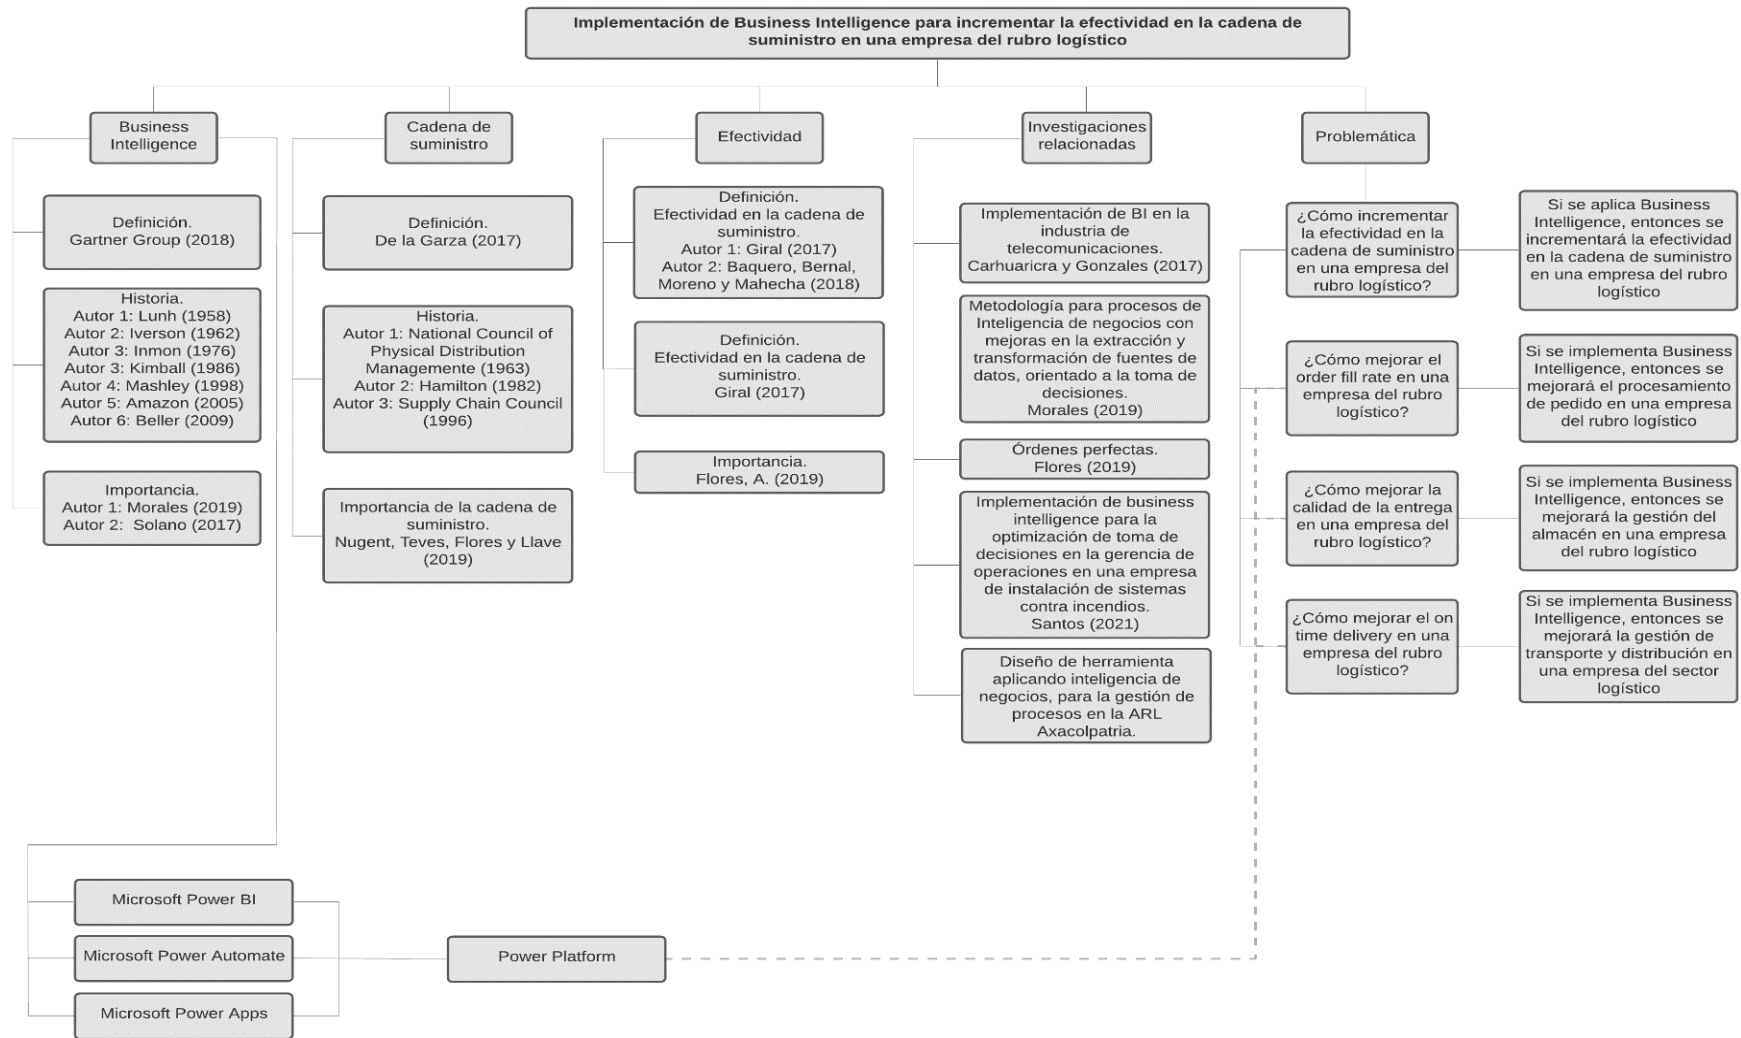 Implementación de Business Intelligence para incrementar la efectividad en la cadena de
suministro en una empresa del rubro logístico
Business
Intelligence
Cadena de
suministro
Efectividad
Investigaciones
relacionadas
Problemática
Definición.
Gartner Group (2018)
Historia.
Autor 1: Lunh (1958)
Autor 2: Iverson (1962)
Autor 3: Inmon (1976)
Autor 3: Kimball (1986)
Autor 4: Mashley (1998)
Autor 5: Amazon (2005)
Autor 6: Beller (2009)
Importancia.
Autor 1: Morales (2019)
Autor 2:  Solano (2017)
Definición.
De la Garza (2017)
Historia.
Autor 1: National Council of
Physical Distribution
Managemente (1963)
Autor 2: Hamilton (1982)
Autor 3: Supply Chain Council
(1996)
Importancia de la cadena de
suministro.
Nugent, Teves, Flores y Llave
(2019)
Definición.
Efectividad en la cadena de
suministro.
Autor 1: Giral (2017)
Autor 2: Baquero, Bernal,
Moreno y Mahecha (2018)
Definición.
Efectividad en la cadena de
suministro.
Giral (2017)
Importancia.
Flores, A. (2019)
Implementación de BI en la
industria de
telecomunicaciones.
Carhuaricra y Gonzales (2017)
Metodología para procesos de
Inteligencia de negocios con
mejoras en la extracción y
transformación de fuentes de
datos, orientado a la toma de
decisiones.
Morales (2019)
Órdenes perfectas.
Flores (2019)
Implementación de business
intelligence para la
optimización de toma de
decisiones en la gerencia de
operaciones en una empresa
de instalación de sistemas
contra incendios.
Santos (2021)
Diseño de herramienta
aplicando inteligencia de
negocios, para la gestión de
procesos en la ARL
Axacolpatria.
¿Cómo incrementar
la efectividad en la
cadena de suministro
en una empresa del
rubro logístico?
Si se aplica Business
Intelligence, entonces se
incrementará la efectividad
en la cadena de suministro
en una empresa del rubro
logístico
¿Cómo mejorar el
order fill rate en una
empresa del rubro
logístico?
Si se implementa Business
Intelligence, entonces se
mejorará el procesamiento
de pedido en una empresa
del rubro logístico
¿Cómo mejorar la
calidad de la entrega
en una empresa del
rubro logístico?
Si se implementa Business
Intelligence, entonces se
mejorará la gestión del
almacén en una empresa
del rubro logístico
¿Cómo mejorar el on
time delivery en una
empresa del rubro
logístico?
Si se implementa Business
Intelligence, entonces se
mejorará la gestión de
transporte y distribución en
una empresa del sector
logístico
Microsoft Power BI
Microsoft Power Automate
Microsoft Power Apps
Power Platform